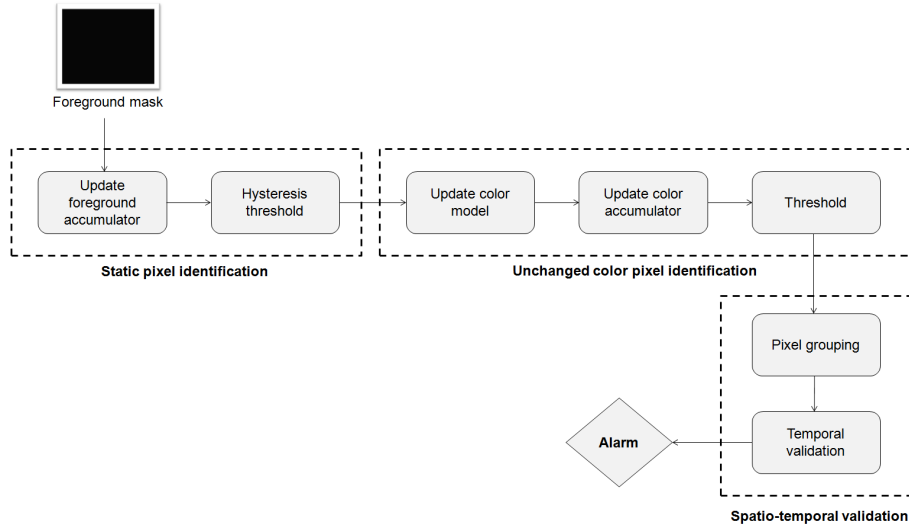 Foreground mask
Update
foreground
accumulator
Hysteresis
threshold
Update color
model
Update color
accumulator
Threshold
Static pixel identification
Unchanged color pixel identification
Pixel grouping
Alarm
Temporal
validation
Spatio-temporal validation